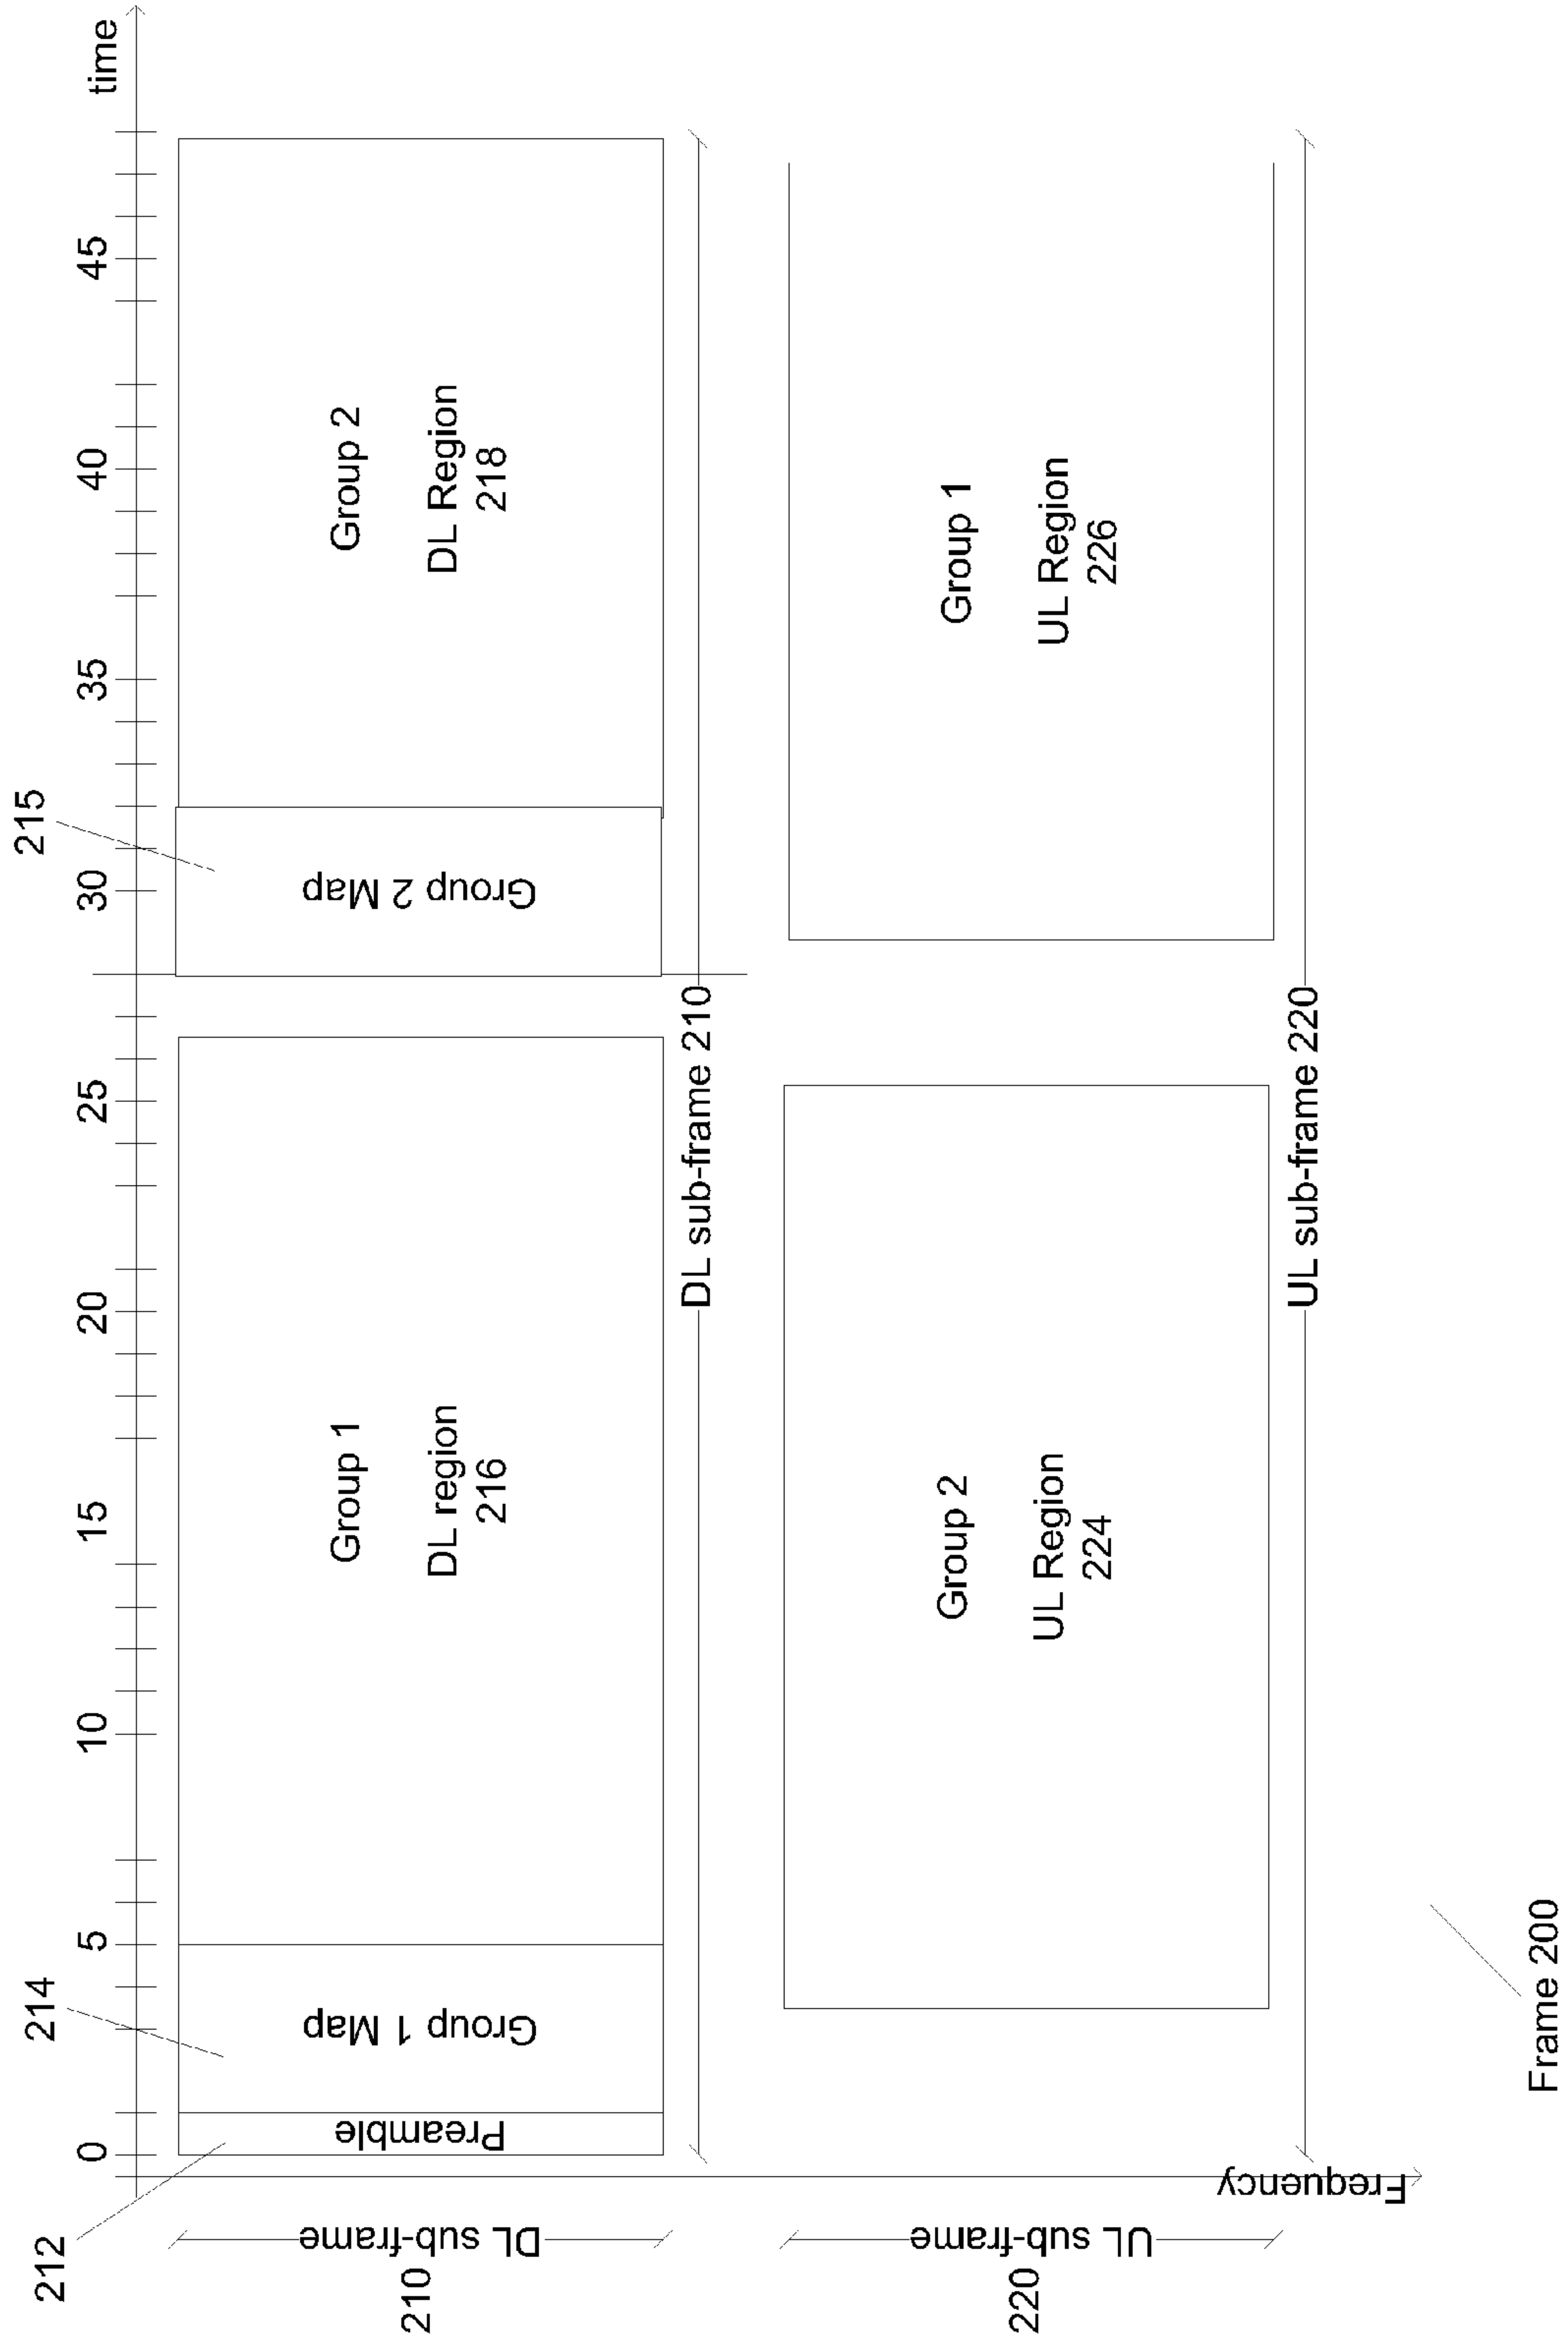 time
0
5
10
15
20
25
30
35
40
45
212
214
215
210
DL sub-frame
Preamble
Group 1 Map
Group 1
DL region
216
Group 2 Map
Group 2
DL Region
218
DL sub-frame 210
220
UL sub-frame
Group 2
UL Region
224
Group 1
UL Region
226
UL sub-frame 220
Frequency
Frame 200